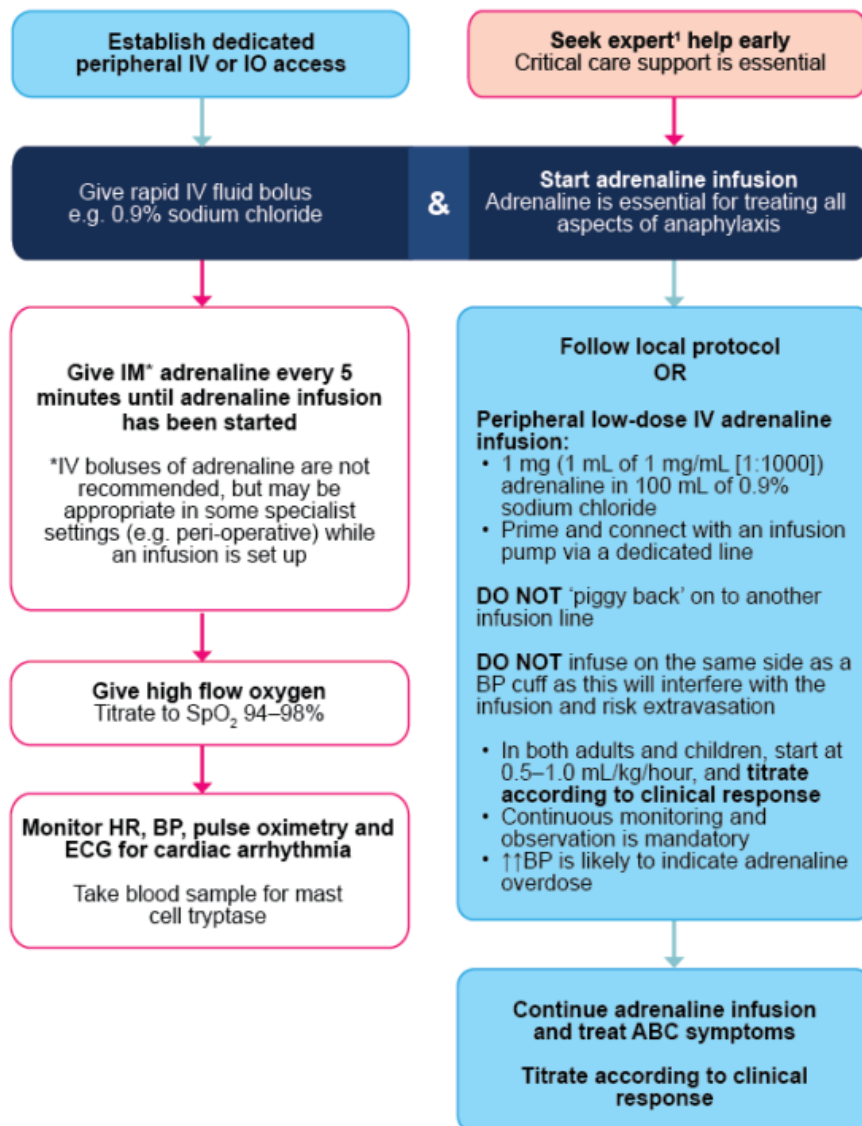 Establish dedicated
peripheral IV or IO access
Seek expert¹ help early
Critical care support is essential
Give rapid IV fluid bolus
e.g. 0.9% sodium chloride
&
Start adrenaline infusion
Adrenaline is essential for treating all
aspects of anaphylaxis
Give IM* adrenaline every 5
minutes until adrenaline infusion
has been started
*IV boluses of adrenaline are not
recommended, but may be
appropriate in some specialist
settings (e.g. peri-operative) while
an infusion is set up
Give high flow oxygen
Titrate to SpO₂ 94–98%
Monitor HR, BP, pulse oximetry and
ECG for cardiac arrhythmia
Take blood sample for mast
cell tryptase
Follow local protocol
OR
Peripheral low-dose IV adrenaline
infusion:
• 1 mg (1 mL of 1 mg/mL [1:1000])
adrenaline in 100 mL of 0.9%
sodium chloride
• Prime and connect with an infusion
pump via a dedicated line
DO NOT ‘piggy back’ on to another
infusion line
DO NOT infuse on the same side as a
BP cuff as this will interfere with the
infusion and risk extravasation
• In both adults and children, start at
0.5–1.0 mL/kg/hour, and titrate
according to clinical response
• Continuous monitoring and
observation is mandatory
• ↑↑BP is likely to indicate adrenaline
overdose
Continue adrenaline infusion
and treat ABC symptoms
Titrate according to clinical
response